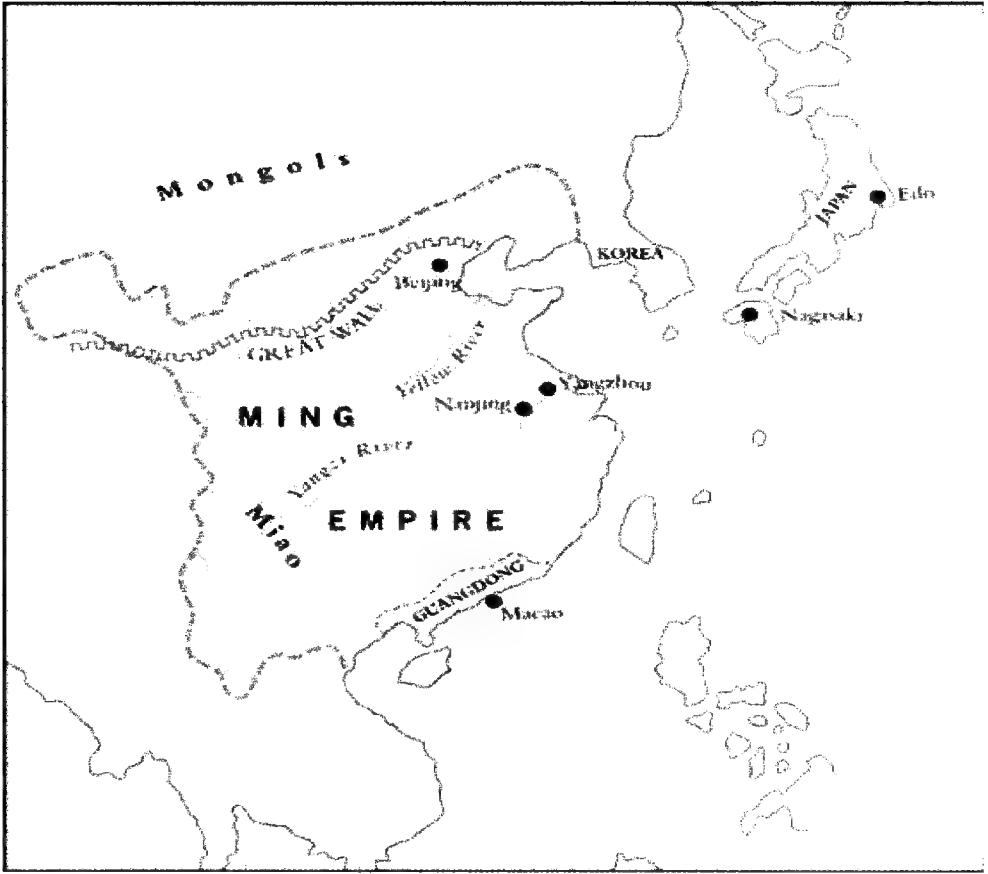 Mongols
JAPAN
Edo
KOREA
Beijing
GREAT WALL
Nagasaki
Yellow River
Yangzhou
Nanjing
MING
Yangzi River
Miao
EMPIRE
GUANGDONG
Macao